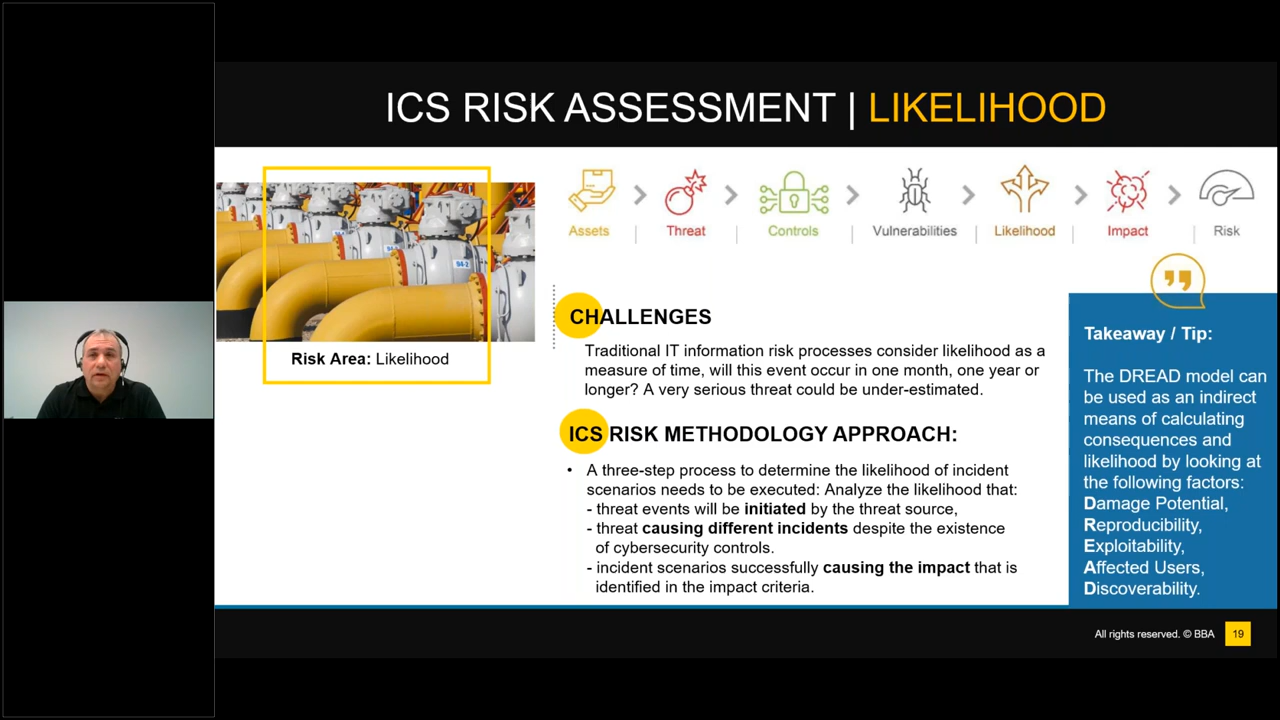 ICS RISK ASSESSMENT | LIKELIHOOD
Assets
Threat
Controls
Vulnerabilities
Likelihood
Impact
Risk
94-2
Risk Area: Likelihood
CHALLENGES
Traditional IT information risk processes consider likelihood as a
measure of time, will this event occur in one month, one year or
longer? A very serious threat could be under-estimated.
ICS RISK METHODOLOGY APPROACH:
• A three-step process to determine the likelihood of incident
scenarios needs to be executed: Analyze the likelihood that:
- threat events will be initiated by the threat source,
- threat causing different incidents despite the existence
of cybersecurity controls.
- incident scenarios successfully causing the impact that is
identified in the impact criteria.
Takeaway / Tip:
The DREAD model can
be used as an indirect
means of calculating
consequences and
likelihood by looking at
the following factors:
Damage Potential,
Reproducibility,
Exploitability,
Affected Users,
Discoverability.
All rights reserved. © BBA
19